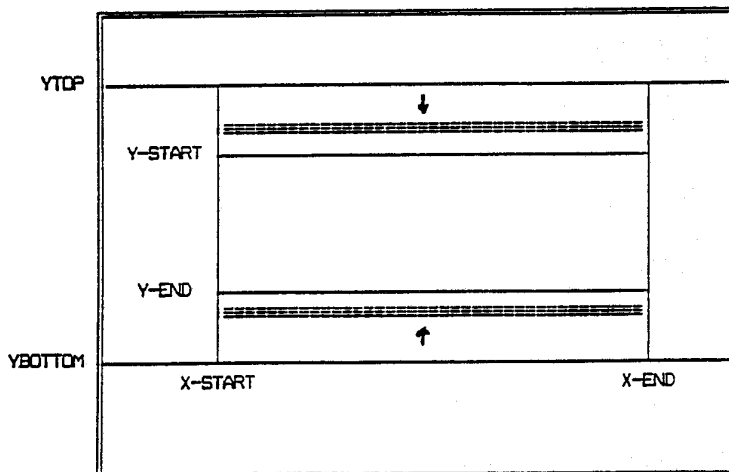 YTOP
Y-START
Y-END
YBOTTOM
X-START X-END